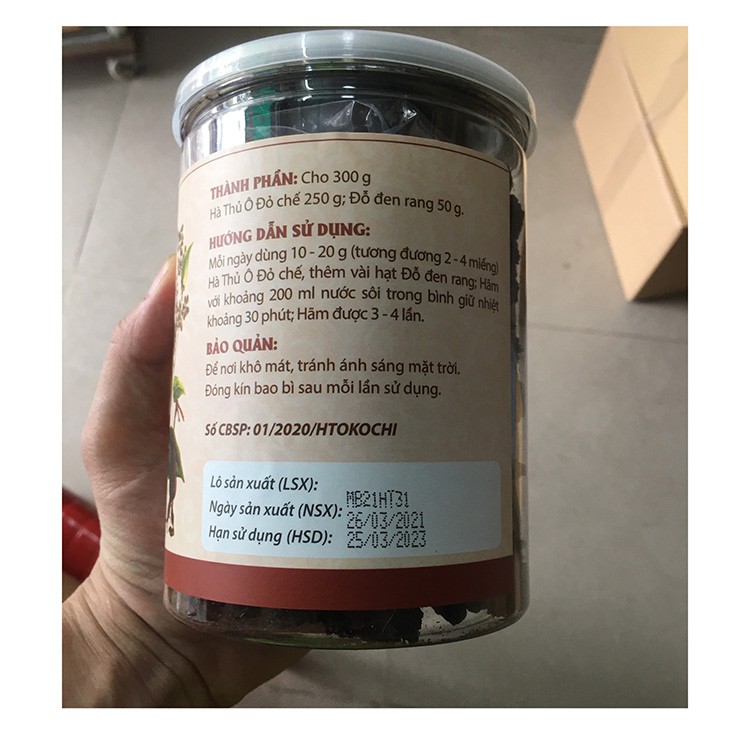 THÀNH PHẦN: Cho 300 g
Hà Thủ Ô Đỏ chế 250 g; Đỗ đen rang 50 g.
HƯỚNG DẪN SỬ DỤNG:
Mỗi ngày dùng 10 - 20 g (tương đương 2 - 4 miếng)
Hà Thủ Ô Đỏ chế, thêm vài hạt Đỗ đen rang; Hãm
với khoảng 200 ml nước sôi trong bình giữ nhiệt
khoảng 30 phút; Hãm được 3 - 4 lần.
BẢO QUẢN:
Để nơi khô mát, tránh ánh sáng mặt trời.
Đóng kín bao bì sau mỗi lần sử dụng.
Số CBSP: 01/2020/HTOKOCHI
Lô sản xuất (LSX): MB21HT31
Ngày sản xuất (NSX): 26/03/2021
Hạn sử dụng (HSD): 25/03/2023